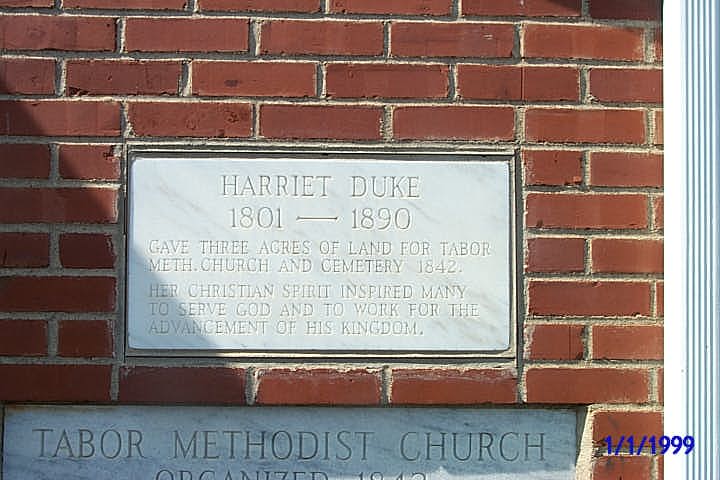 HARRIET DUKE
1801 — 1890
GAVE THREE ACRES OF LAND FOR TABOR
METH. CHURCH AND CEMETERY 1842.
HER CHRISTIAN SPIRIT INSPIRED MANY
TO SERVE GOD AND TO WORK FOR THE
ADVANCEMENT OF HIS KINGDOM.
TABOR METHODIST CHURCH
ORGANIZED 1842
1/1/1999